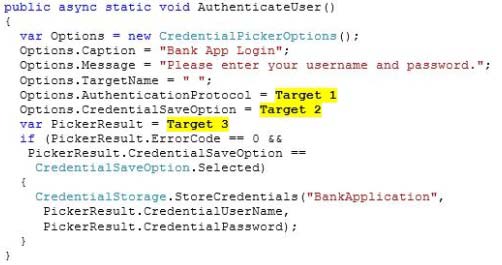 public async static void AuthenticateUser()
{
var Options = new CredentialPickerOptions();
Options.Caption = "Bank App Login";
Options.Message = "Please enter your username and password.";
Options.TargetName = " ";
Options.AuthenticationProtocol = Target 1
Options.CredentialSaveOption = Target 2
var PickerResult = Target 3
if (PickerResult.ErrorCode == 0 &&
PickerResult.CredentialSaveOption ==
CredentialSaveOption.Selected)
{
CredentialStorage.StoreCredentials("BankApplication",
PickerResult.CredentialUserName,
PickerResult.CredentialPassword);
}
}